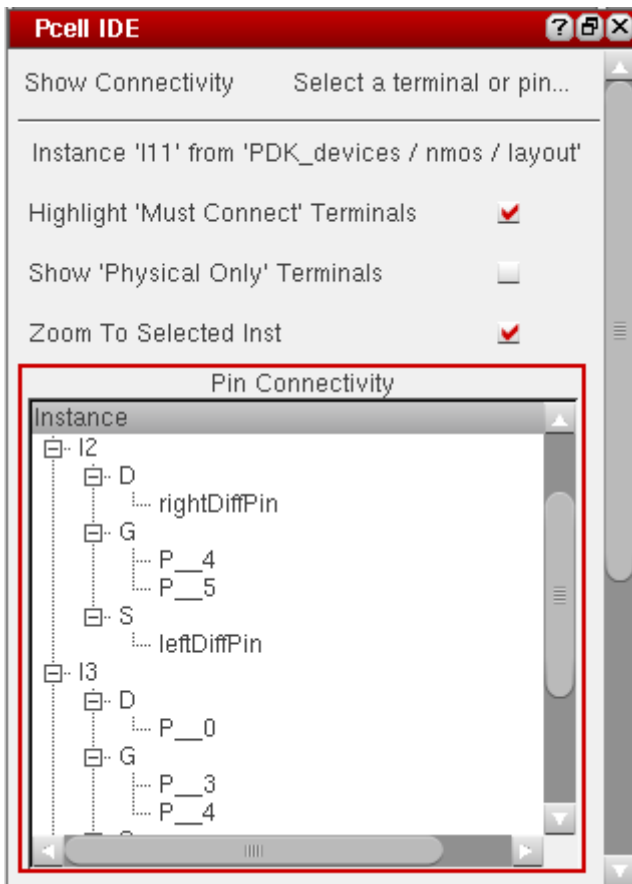 Pcell IDE
Show Connectivity Select a terminal or pin...
Instance 'I11' from 'PDK_devices / nmos / layout'
Highlight 'Must Connect' Terminals
Show 'Physical Only' Terminals
Zoom To Selected Inst
Pin Connectivity
Instance
I2
D
rightDiffPin
G
P__4
P__5
S
leftDiffPin
I3
D
P__0
G
P__3
P__4